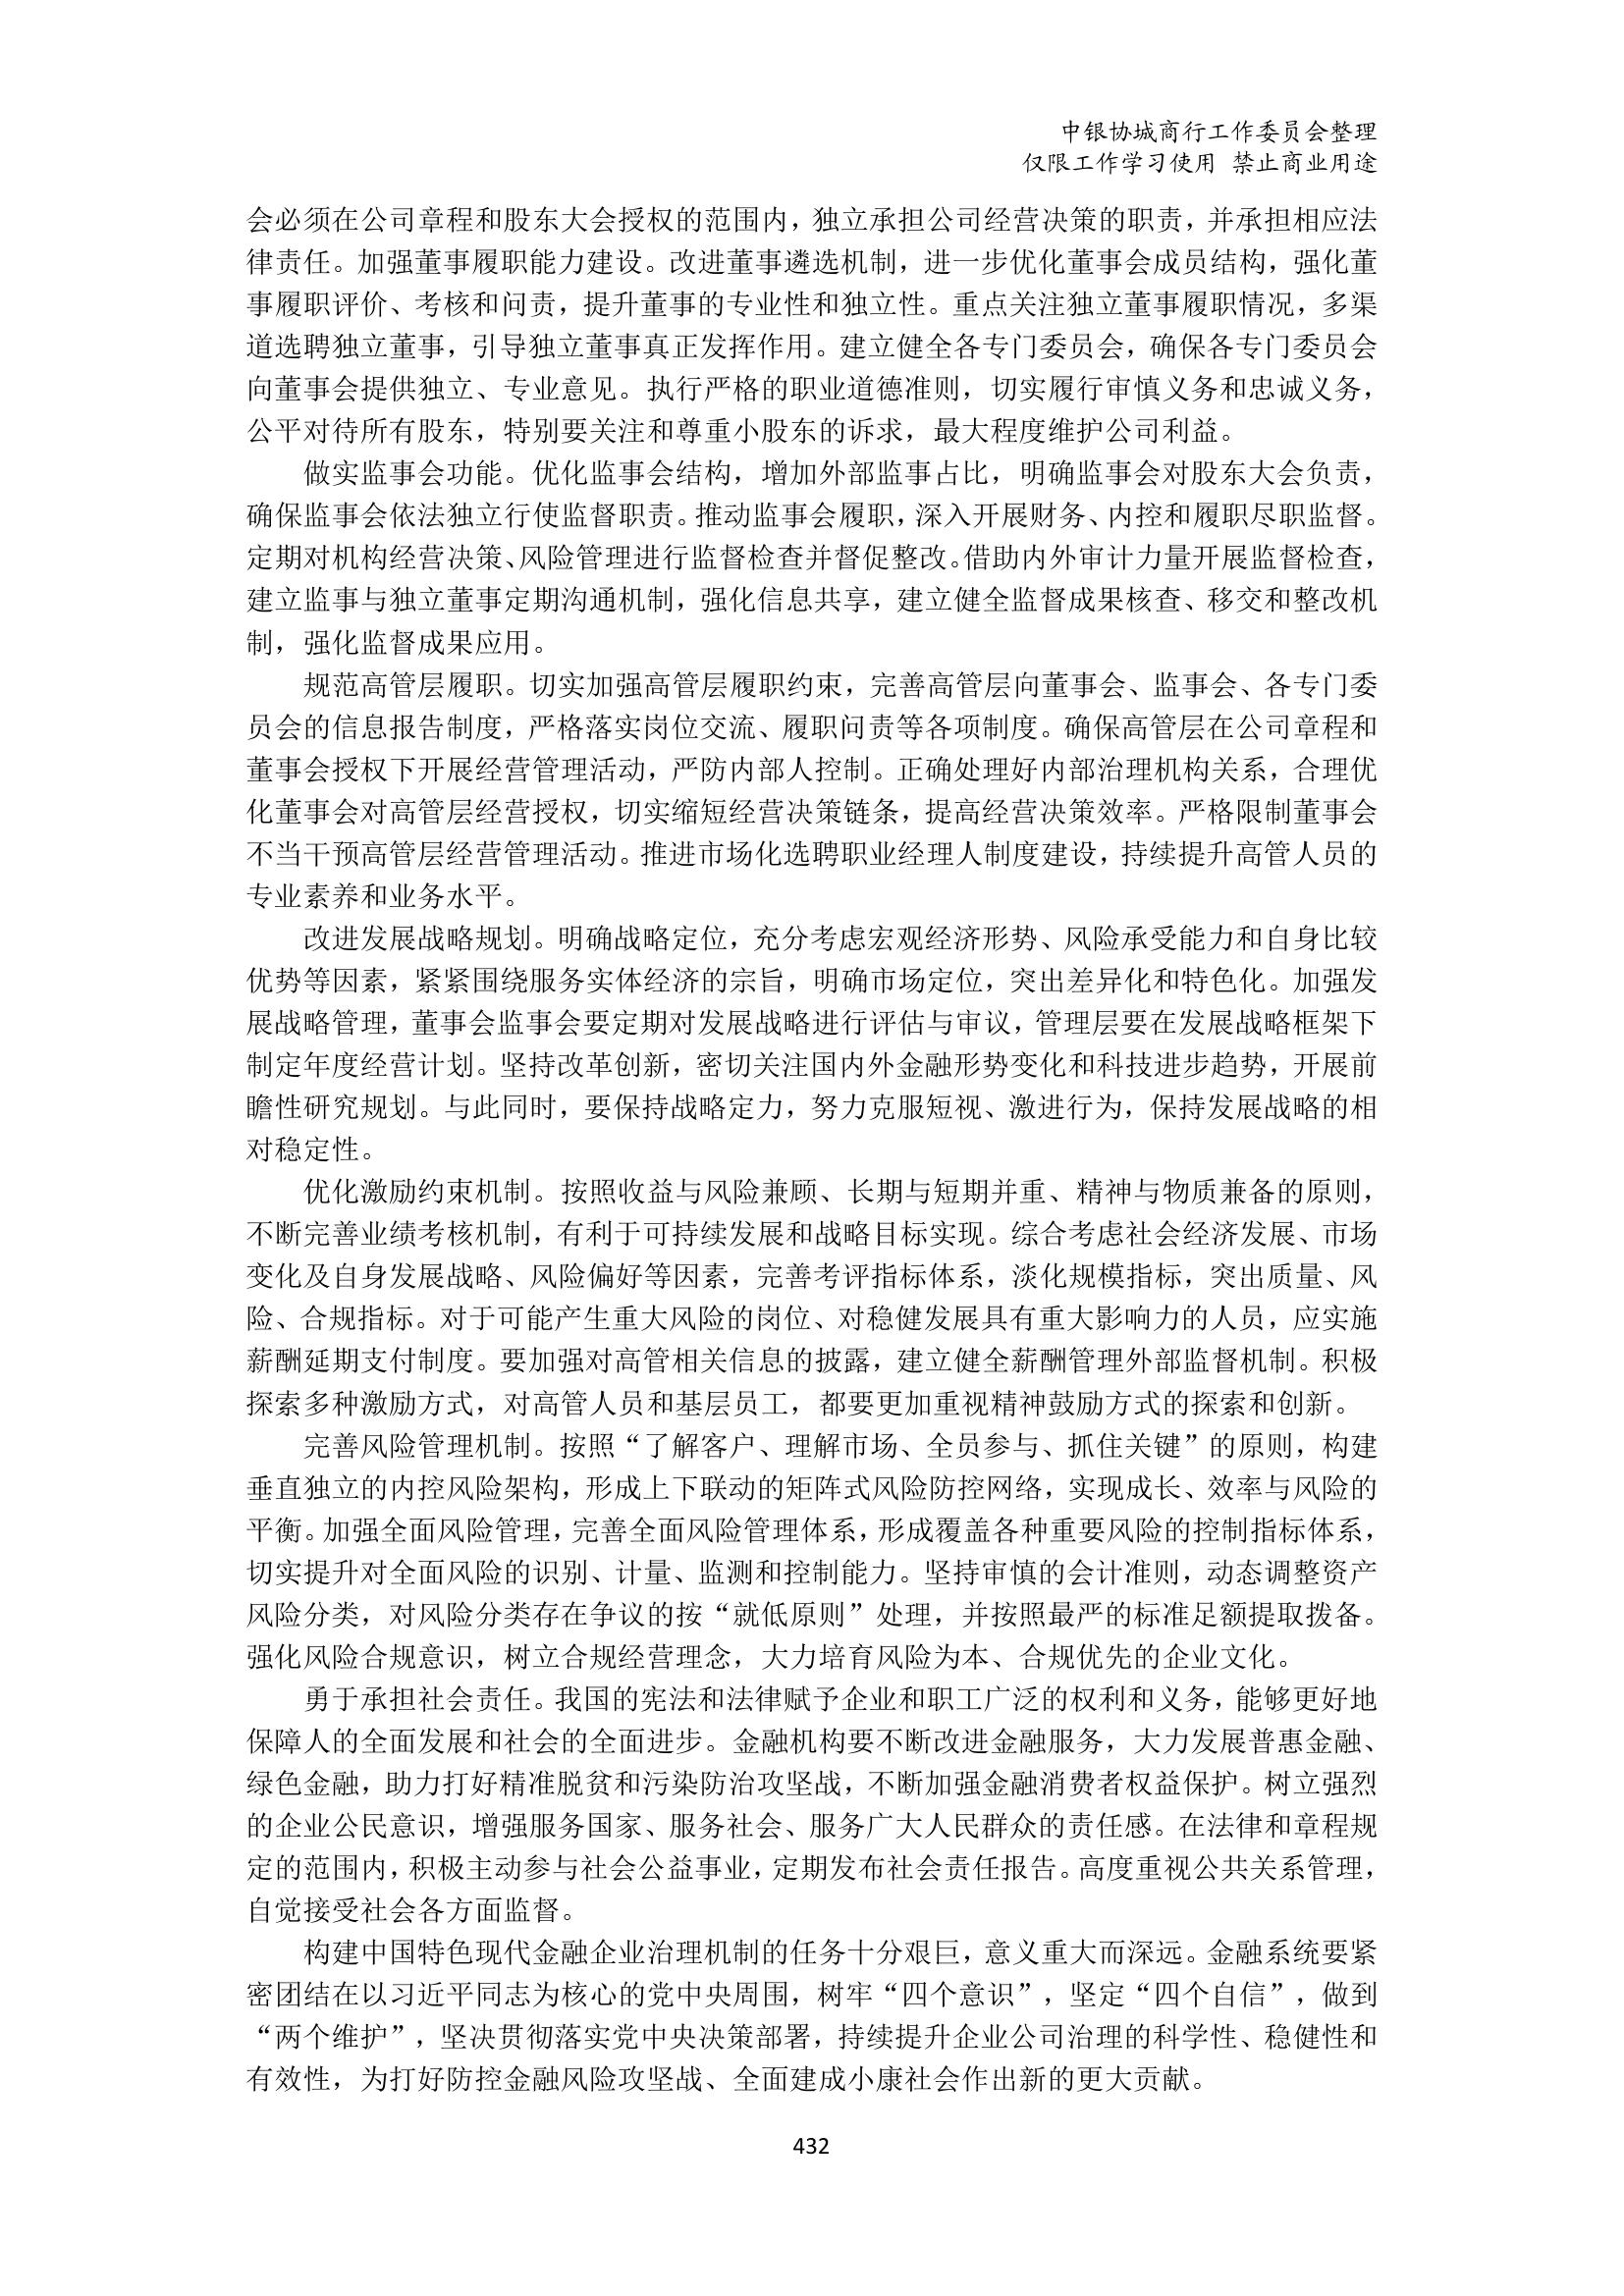 中银协城商行工作委员会整理
仅限工作学习使用 禁止商业用途
会必须在公司章程和股东大会授权的范围内，独立承担公司经营决策的职责，并承担相应法
律责任。加强董事履职能力建设。改进董事遴选机制，进一步优化董事会成员结构，强化董
事履职评价、考核和问责，提升董事的专业性和独立性。重点关注独立董事履职情况，多渠
道选聘独立董事，引导独立董事真正发挥作用。建立健全各专门委员会，确保各专门委员会
向董事会提供独立、专业意见。执行严格的职业道德准则，切实履行审慎义务和忠诚义务，
公平对待所有股东，特别要关注和尊重小股东的诉求，最大程度维护公司利益。
做实监事会功能。优化监事会结构，增加外部监事占比，明确监事会对股东大会负责，
确保监事会依法独立行使监督职责。推动监事会履职，深入开展财务、内控和履职尽职监督。
定期对机构经营决策、风险管理进行监督检查并督促整改。借助内外审计力量开展监督检查，
建立监事与独立董事定期沟通机制，强化信息共享，建立健全监督成果核查、移交和整改机
制，强化监督成果应用。
规范高管层履职。切实加强高管层履职约束，完善高管层向董事会、监事会、各专门委
员会的信息报告制度，严格落实岗位交流、履职问责等各项制度。确保高管层在公司章程和
董事会授权下开展经营管理活动，严防内部人控制。正确处理好内部治理机构关系，合理优
化董事会对高管层经营授权，切实缩短经营决策链条，提高经营决策效率。严格限制董事会
不当干预高管层经营管理活动。推进市场化选聘职业经理人制度建设，持续提升高管人员的
专业素养和业务水平。
改进发展战略规划。明确战略定位，充分考虑宏观经济形势、风险承受能力和自身比较
优势等因素，紧紧围绕服务实体经济的宗旨，明确市场定位，突出差异化和特色化。加强发
展战略管理，董事会监事会要定期对发展战略进行评估与审议，管理层要在发展战略框架下
制定年度经营计划。坚持改革创新，密切关注国内外金融形势变化和科技进步趋势，开展前
瞻性研究规划。与此同时，要保持战略定力，努力克服短视、激进行为，保持发展战略的相
对稳定性。
优化激励约束机制。按照收益与风险兼顾、长期与短期并重、精神与物质兼备的原则，
不断完善业绩考核机制，有利于可持续发展和战略目标实现。综合考虑社会经济发展、市场
变化及自身发展战略、风险偏好等因素，完善考评指标体系，淡化规模指标，突出质量、风
险、合规指标。对于可能产生重大风险的岗位、对稳健发展具有重大影响力的人员，应实施
薪酬延期支付制度。要加强对高管相关信息的披露，建立健全薪酬管理外部监督机制。积极
探索多种激励方式，对高管人员和基层员工，都要更加重视精神鼓励方式的探索和创新。
完善风险管理机制。按照“了解客户、理解市场、全员参与、抓住关键”的原则，构建
垂直独立的内控风险架构，形成上下联动的矩阵式风险防控网络，实现成长、效率与风险的
平衡。加强全面风险管理，完善全面风险管理体系，形成覆盖各种重要风险的控制指标体系，
切实提升对全面风险的识别、计量、监测和控制能力。坚持审慎的会计准则，动态调整资产
风险分类，对风险分类存在争议的按“就低原则”处理，并按照最严的标准足额提取拨备。
强化风险合规意识，树立合规经营理念，大力培育风险为本、合规优先的企业文化。
勇于承担社会责任。我国的宪法和法律赋予企业和职工广泛的权利和义务，能够更好地
保障人的全面发展和社会的全面进步。金融机构要不断改进金融服务，大力发展普惠金融、
绿色金融，助力打好精准脱贫和污染防治攻坚战，不断加强金融消费者权益保护。树立强烈
的企业公民意识，增强服务国家、服务社会、服务广大人民群众的责任感。在法律和章程规
定的范围内，积极主动参与社会公益事业，定期发布社会责任报告。高度重视公共关系管理，
自觉接受社会各方面监督。
构建中国特色现代金融企业治理机制的任务十分艰巨，意义重大而深远。金融系统要紧
密团结在以习近平同志为核心的党中央周围，树牢“四个意识”，坚定“四个自信”，做到
“两个维护”，坚决贯彻落实党中央决策部署，持续提升企业公司治理的科学性、稳健性和
有效性，为打好防控金融风险攻坚战、全面建成小康社会作出新的更大贡献。
432